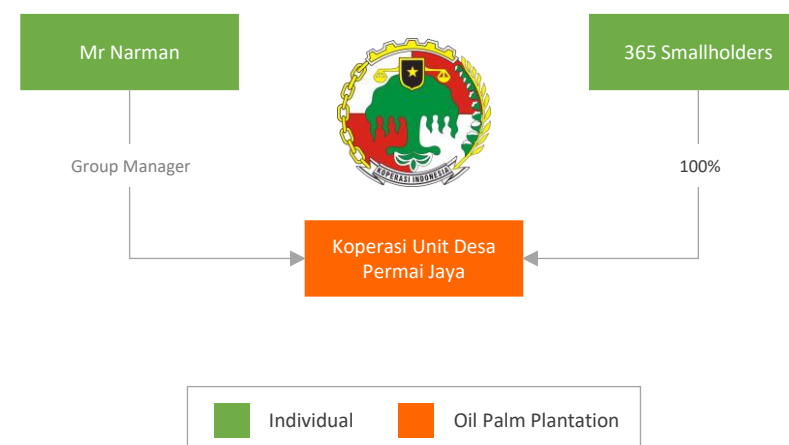 Mr Narman
365 Smallholders
KOPERASI INDONESIA
Group Manager
100%
Koperasi Unit Desa
Permai Jaya
Individual
Oil Palm Plantation